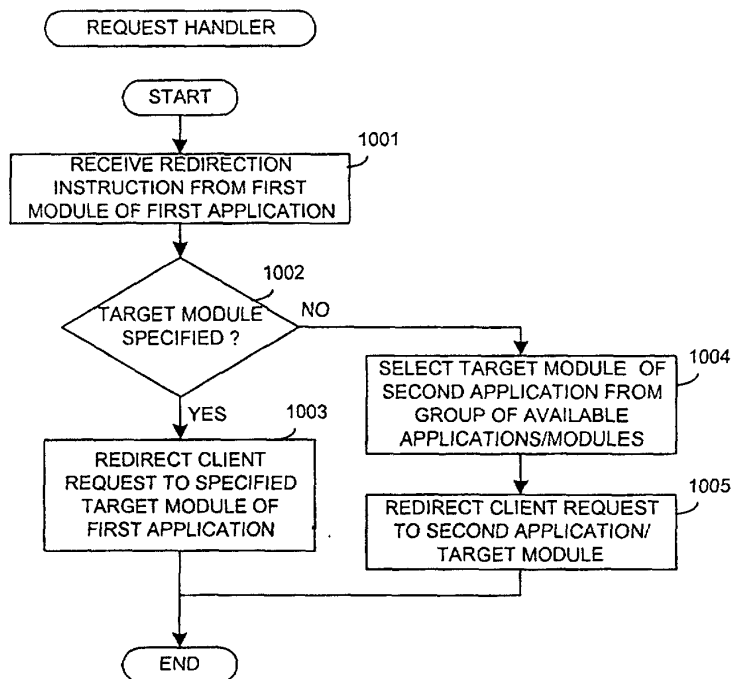 REQUEST HANDLER
START
1001
RECEIVE REDIRECTION
INSTRUCTION FROM FIRST
MODULE OF FIRST APPLICATION
1002
TARGET MODULE
SPECIFIED ?
NO
YES
1004
SELECT TARGET MODULE OF
SECOND APPLICATION FROM
GROUP OF AVAILABLE
APPLICATIONS/MODULES
1003
REDIRECT CLIENT
REQUEST TO SPECIFIED
TARGET MODULE OF
FIRST APPLICATION
1005
REDIRECT CLIENT REQUEST
TO SECOND APPLICATION/
TARGET MODULE
END